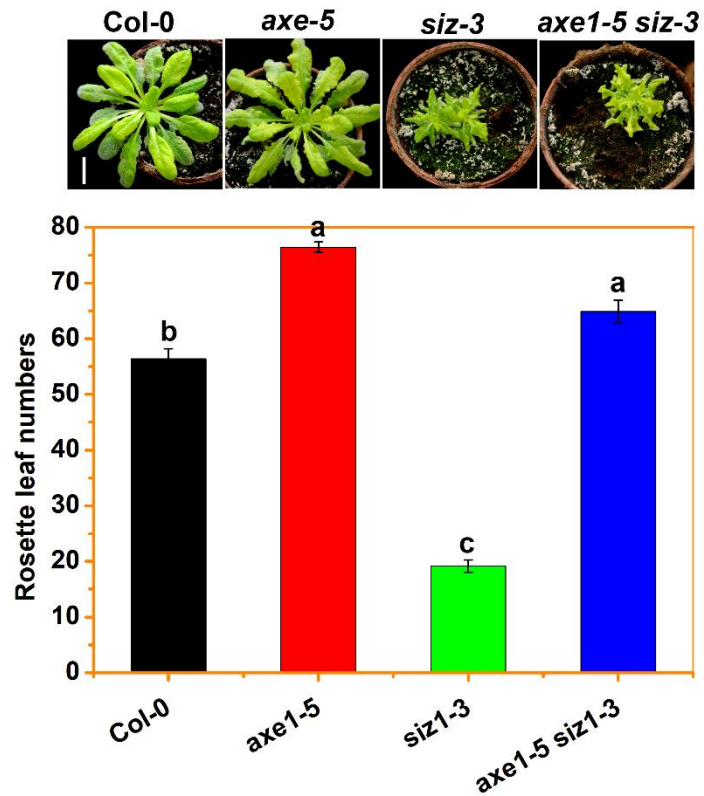 Col-0 axe-5 siz-3 axe1-5 siz-3
80
70
60
50
40
30
20
10
0
Rosette leaf numbers
b
a
c
a
Col-0
axe1-5
siz1-3
axe1-5 siz1-3